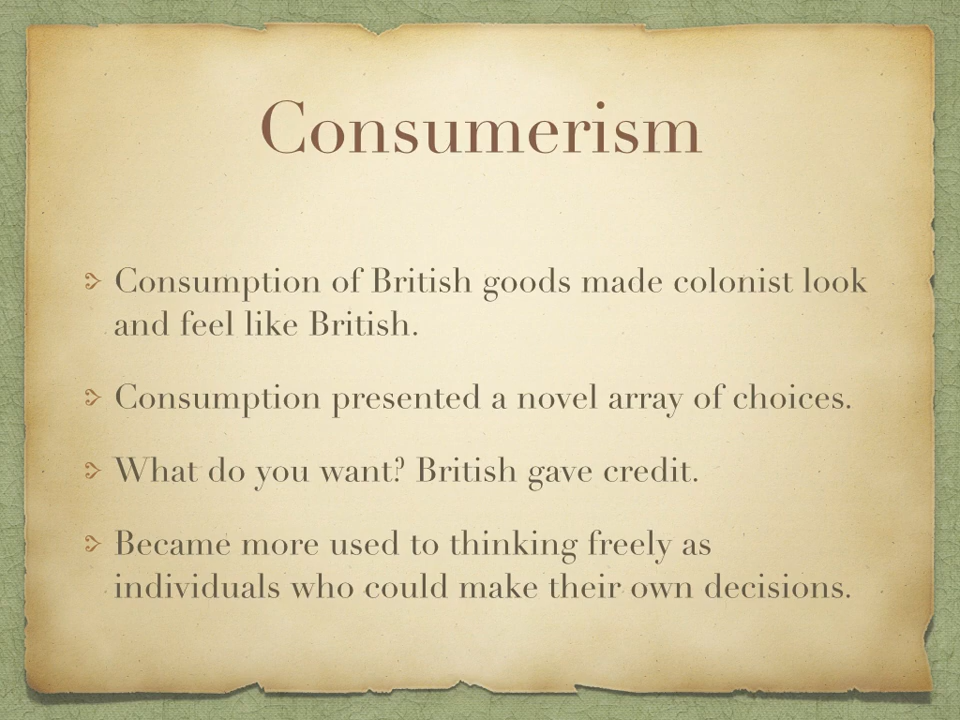 Consumerism
Consumption of British goods made colonist look
and feel like British.
Consumption presented a novel array of choices.
What do you want? British gave credit.
Became more used to thinking freely as
individuals who could make their own decisions.